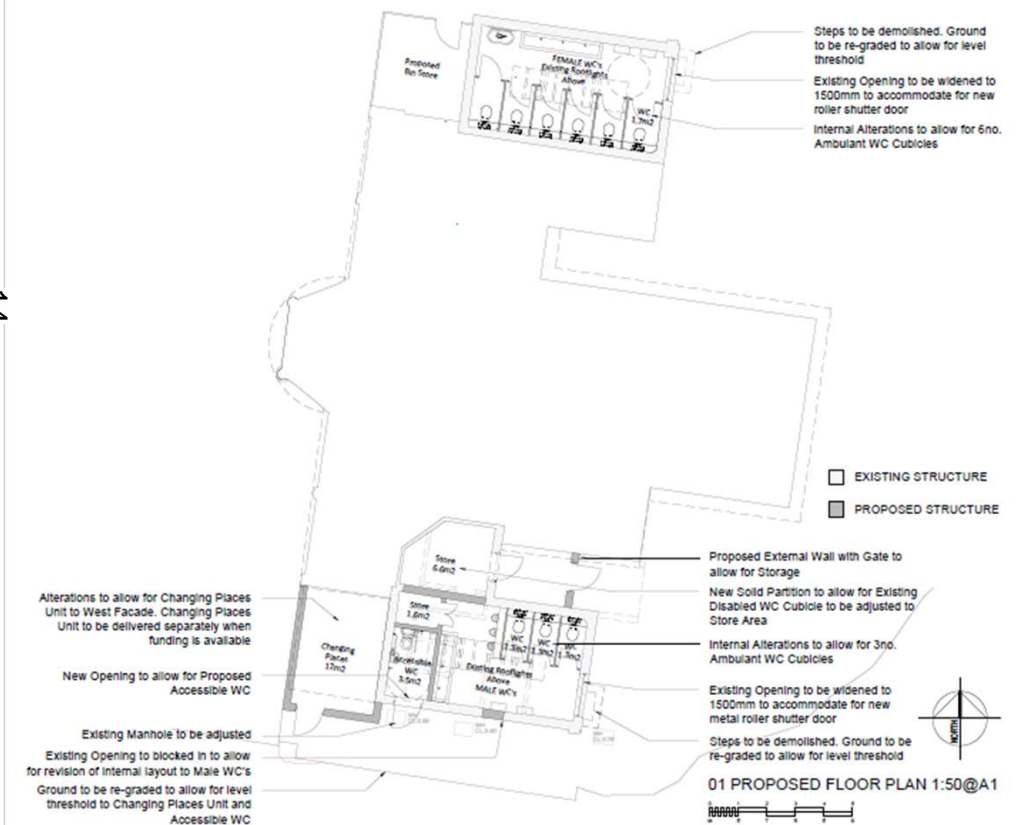 Steps to be demolished. Ground
to be re-graded to allow for level
threshold
Existing Opening to be widened to
1500mm to accommodate for new
roller shutter door
Internal Alterations to allow for 6no.
Ambulant WC Cubicles
Proposed
Bin Store
FEMALE WC's
Existing Rooflights
Above
WC
1.7m2
EXISTING STRUCTURE
PROPOSED STRUCTURE
Proposed External Wall with Gate to
allow for Storage
New Solid Partition to allow for Existing
Disabled WC Cubicle to be adjusted to
Store Area
Internal Alterations to allow for 3no.
Ambulant WC Cubicles
Existing Opening to be widened to
1500mm to accommodate for new
metal roller shutter door
Steps to be demolished. Ground to be
re-graded to allow for level threshold
Store
6.6m2
Store
1.6m2
Changing
Places
12m2
Accessible
WC
3.5m2
Existing Rooflights
Above
MALE WC's
WC
WC
WC
Alterations to allow for Changing Places
Unit to West Facade. Changing Places
Unit to be delivered separately when
funding is available
New Opening to allow for Proposed
Accessible WC
Existing Manhole to be adjusted
Existing Opening to blocked in to allow
for revision of internal layout to Male WC's
Ground to be re-graded to allow for level
threshold to Changing Places Unit and
Accessible WC
NORTH
01 PROPOSED FLOOR PLAN 1:50@A1